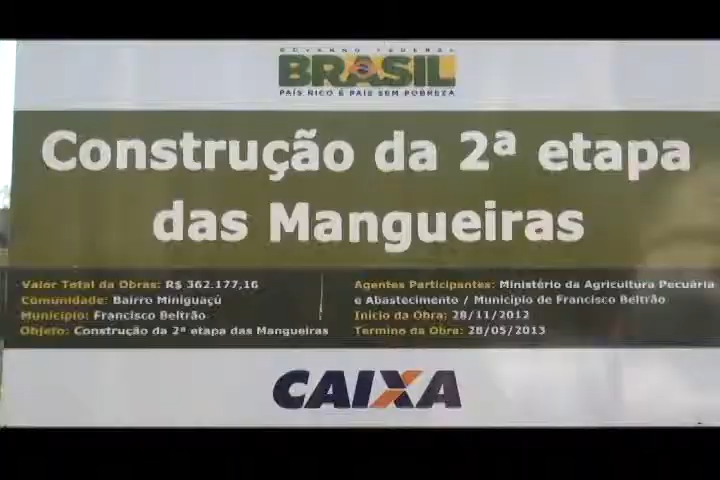 GOVERNO FEDERAL
BRASIL
PAÍS RICO É PAÍS SEM POBREZA
Construção da 2ª etapa
das Mangueiras
Valor Total da Obras: R$ 362.177,16
Comunidade: Bairro Miniguaçú
Município: Francisco Beltrão
Objeto: Construção da 2ª etapa das Mangueiras
Agentes Participantes: Ministério da Agricultura Pecuária
e Abastecimento / Município de Francisco Beltrão
Início da Obra: 28/11/2012
Termino da Obra: 28/05/2013
CAIXA